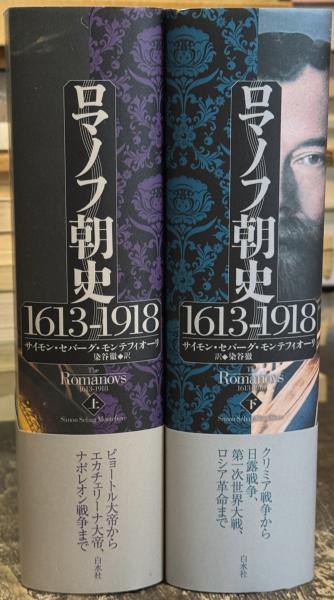 ロマノフ朝史
1613-1918
サイモン・セバーグ・モンテフィオーリ
染谷徹◆訳
The
Romanovs
1613-1918
上
Simon Sebag Montefiore
ピョートル大帝から
エカチェリーナ大帝、
ナポレオン戦争まで
白水社
ロマノフ朝史
1613-1918
サイモン・セバーグ・モンテフィオーリ
訳◆染谷徹
The
Romanovs
1613-1918
下
Simon Sebag Montefiore
クリミア戦争から
日露戦争、
第一次世界大戦、
ロシア革命まで
白水社